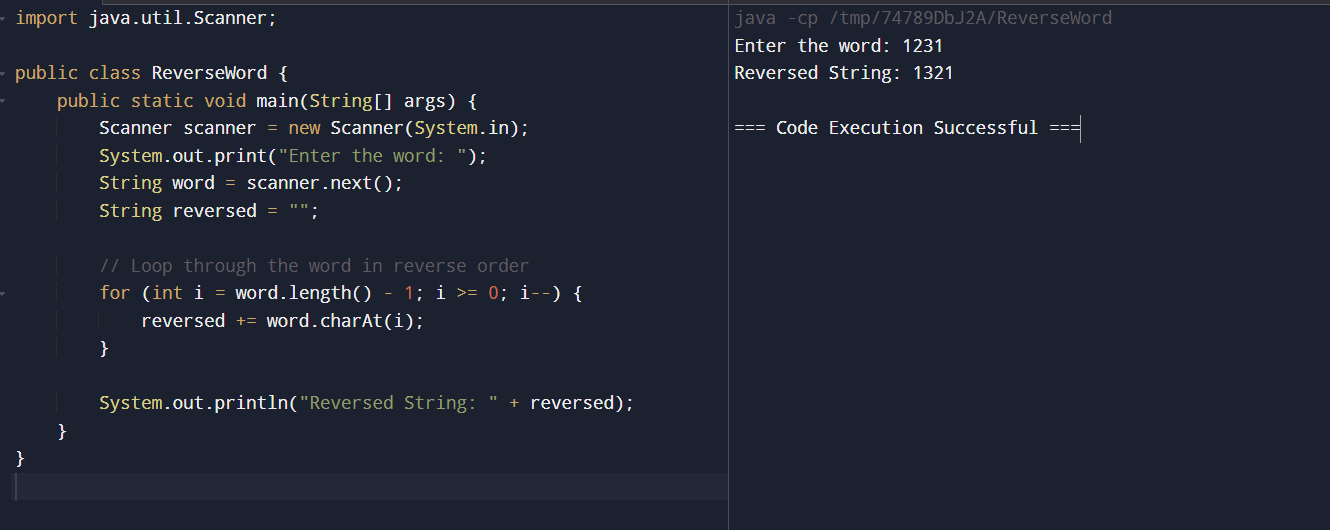 import java.util.Scanner;

public class ReverseWord {
    public static void main(String[] args) {
        Scanner scanner = new Scanner(System.in);
        System.out.print("Enter the word: ");
        String word = scanner.next();
        String reversed = "";

        // Loop through the word in reverse order
        for (int i = word.length() - 1; i >= 0; i--) {
            reversed += word.charAt(i);
        }

        System.out.println("Reversed String: " + reversed);
    }
}
java -cp /tmp/74789DbJ2A/ReverseWord
Enter the word: 1231
Reversed String: 1321

=== Code Execution Successful ===